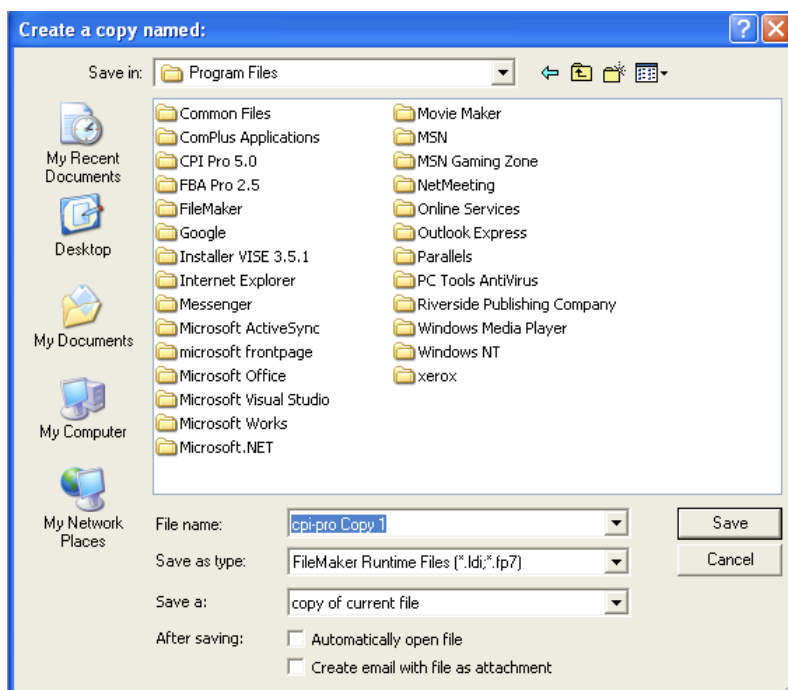 Create a copy named:
Save in:
Program Files
My Recent
Documents
Desktop
My Documents
My Computer
My Network
Places
Common Files
ComPlus Applications
CPI Pro 5.0
FBA Pro 2.5
FileMaker
Google
Installer VISE 3.5.1
Internet Explorer
Messenger
Microsoft ActiveSync
microsoft frontpage
Microsoft Office
Microsoft Visual Studio
Microsoft Works
Microsoft.NET
Movie Maker
MSN
MSN Gaming Zone
NetMeeting
Online Services
Outlook Express
Parallels
PC Tools AntiVirus
Riverside Publishing Company
Windows Media Player
Windows NT
xerox
File name:
cpi-pro Copy 1
Save
Save as type:
FileMaker Runtime Files (*.ldi;*.fp7)
Cancel
Save a:
copy of current file
After saving:
Automatically open file
Create email with file as attachment